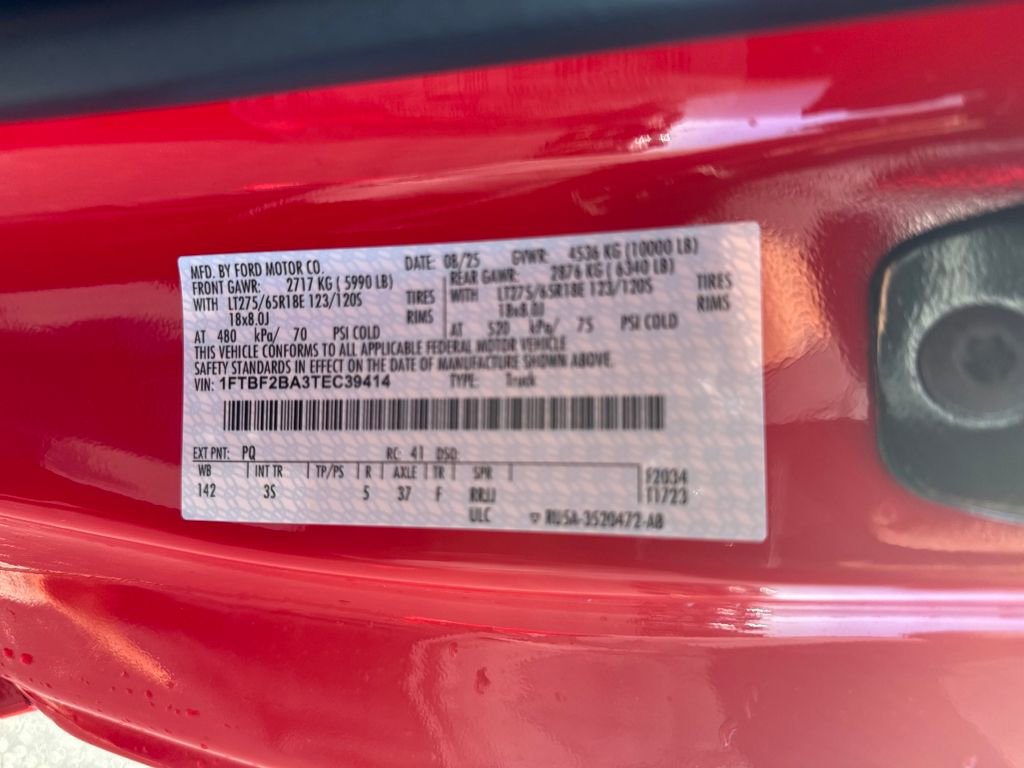 MFD. BY FORD MOTOR CO. DATE: 08/25 GVWR: 4536 KG (10000 LB)
FRONT GAWR: 2717 KG ( 5990 LB) REAR GAWR: 2876 KG ( 6340 LB)
WITH LT275/65R18E 123/120S TIRES WITH LT275/65R18E 123/120S TIRES
18x8.0J RIMS 18x8.0J RIMS
AT 480 kPa/ 70 PSI COLD AT 520 kPa/ 75 PSI COLD
THIS VEHICLE CONFORMS TO ALL APPLICABLE FEDERAL MOTOR VEHICLE
SAFETY STANDARDS IN EFFECT ON THE DATE OF MANUFACTURE SHOWN ABOVE.
VIN: 1FTBF2BA3TEC39414 TYPE: Truck
EXT PNT: PQ RC: 41 DSO:
WB INT TR TP/PS R AXLE TR SPR F2034
142 3S 5 37 F RRJJ T1723
ULC RU5A-3520472-AB